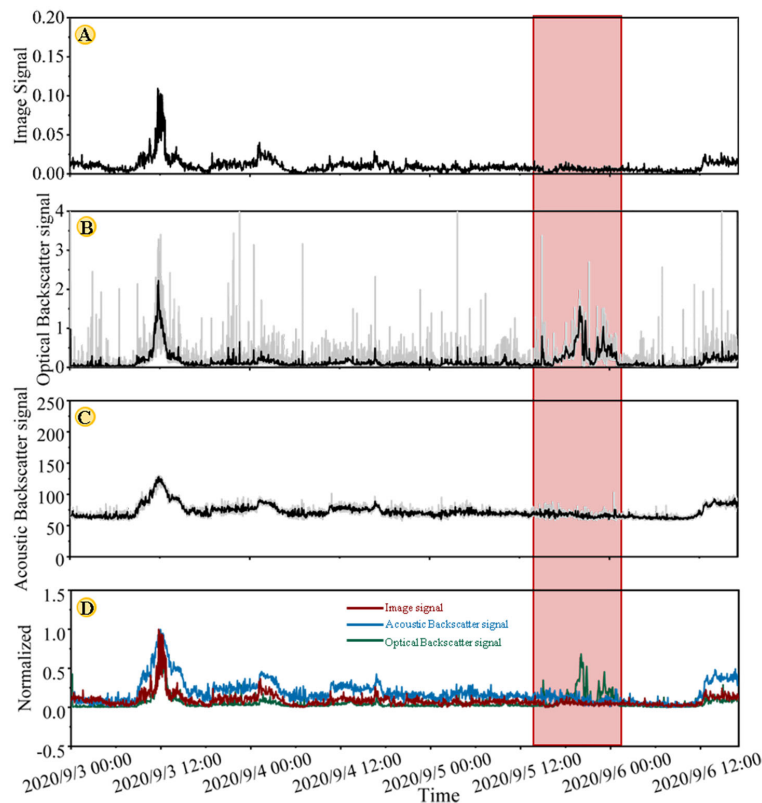 A
Image Signal
0.20
0.15
0.10
0.05
0.00
B
Optical Backscatter signal
4
3
2
1
0
C
Acoustic Backscatter signal
250
200
150
100
50
0
D
Normalized
1.5
1.0
0.5
0.0
-0.5
Image signal
Acoustic Backscatter signal
Optical Backscatter signal
2020/9/3 00:00
2020/9/3 12:00
2020/9/4 00:00
2020/9/4 12:00
2020/9/5 00:00
2020/9/5 12:00
2020/9/6 00:00
2020/9/6 12:00
Time